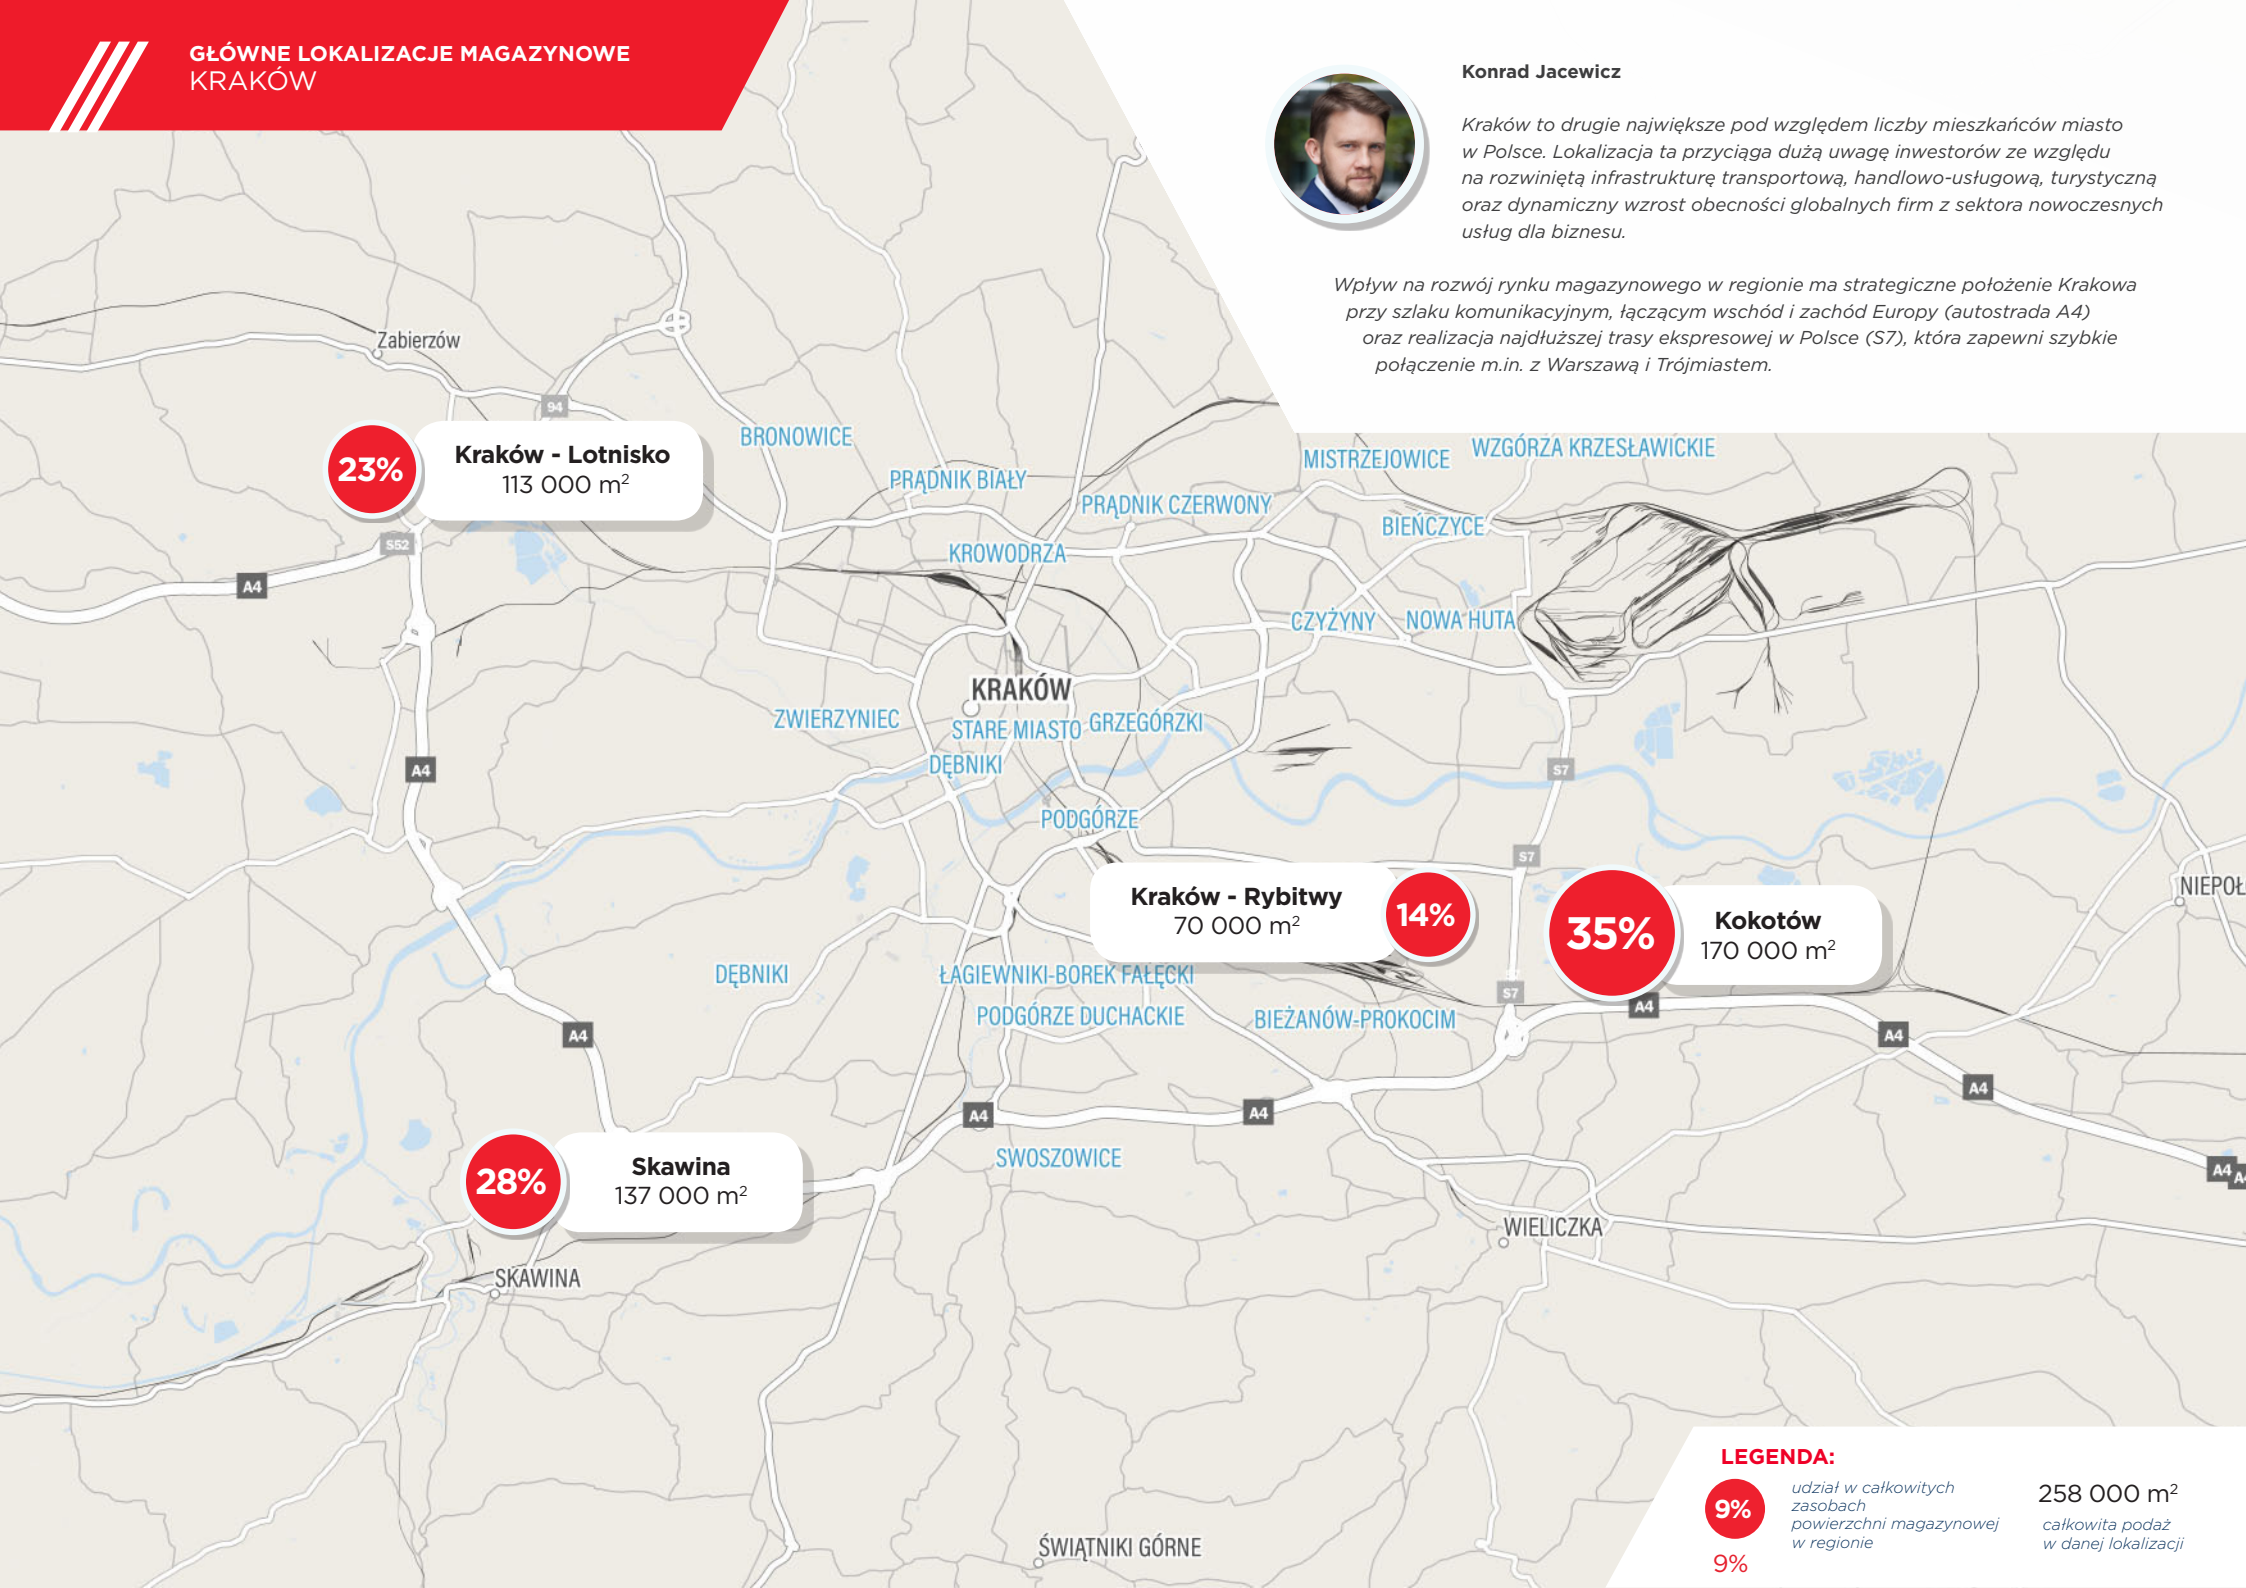 GŁÓWNE LOKALIZACJE MAGAZYNOWE
KRAKÓW
Konrad Jacewicz
Kraków to drugie największe pod względem liczby mieszkańców miasto
w Polsce. Lokalizacja ta przyciąga dużą uwagę inwestorów ze względu
na rozwiniętą infrastrukturę transportową, handlowo-usługową, turystyczną
oraz dynamiczny wzrost obecności globalnych firm z sektora nowoczesnych
usług dla biznesu.
Wpływ na rozwój rynku magazynowego w regionie ma strategiczne położenie Krakowa
przy szlaku komunikacyjnym, łączącym wschód i zachód Europy (autostrada A4)
oraz realizacja najdłuższej trasy ekspresowej w Polsce (S7), która zapewni szybkie
połączenie m.in. z Warszawą i Trójmiastem.
Zabierzów
94
BRONOWICE
MISTRZEJOWICE
WZGÓRZA KRZESŁAWICKIE
23%
Kraków - Lotnisko
113 000 m²
PRĄDNIK BIAŁY
PRĄDNIK CZERWONY
BIEŃCZYCE
S52
KROWODRZA
A4
CZYŻYNY
NOWA HUTA
KRAKÓW
ZWIERZYNIEC
STARE MIASTO
GRZEGÓRZKI
DĘBNIKI
A4
S7
PODGÓRZE
S7
Kraków - Rybitwy
70 000 m²
14%
35%
Kokotów
170 000 m²
NIEPOŁ
DĘBNIKI
ŁAGIEWNIKI-BOREK FAŁĘCKI
S7
A4
PODGÓRZE DUCHACKIE
BIEŻANÓW-PROKOCIM
A4
A4
A4
A4
A4
SWOSZOWICE
A4
28%
Skawina
137 000 m²
WIELICZKA
SKAWINA
ŚWIĄTNIKI GÓRNE
LEGENDA:
9%
udział w całkowitych
zasobach
powierzchni magazynowej
w regionie
9%
258 000 m²
całkowita podaż
w danej lokalizacji